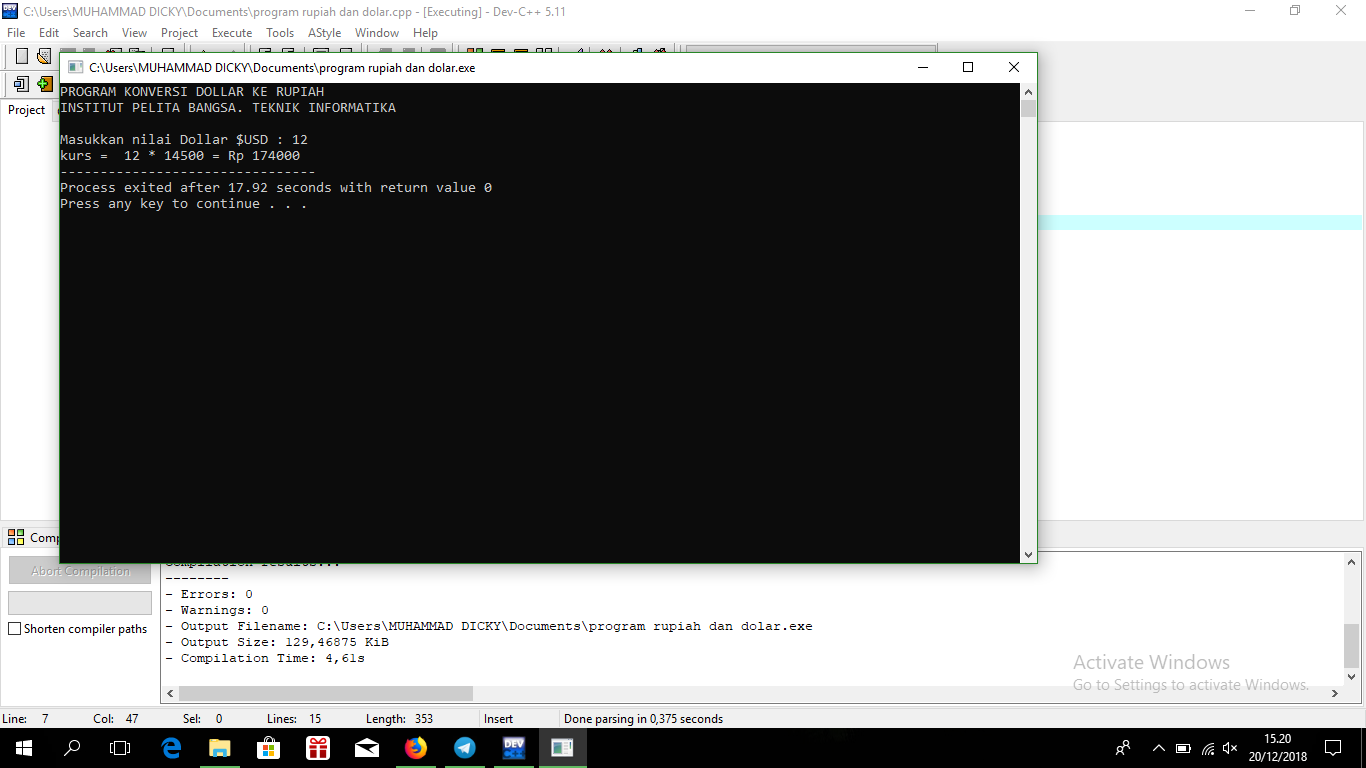 C:\Users\MUHAMMAD DICKY\Documents\program rupiah dan dolar.cpp - [Executing] - Dev-C++ 5.11
File Edit Search View Project Execute Tools AStyle Window Help
C:\Users\MUHAMMAD DICKY\Documents\program rupiah dan dolar.exe
Project
PROGRAM KONVERSI DOLLAR KE RUPIAH
INSTITUT PELITA BANGSA. TEKNIK INFORMATIKA
Masukkan nilai Dollar $USD : 12
kurs =  12 * 14500 = Rp 174000
--------------------------------
Process exited after 17.92 seconds with return value 0
Press any key to continue . . .
Comp
Abort Compilation
Shorten compiler paths
Compilation results...
--------
- Errors: 0
- Warnings: 0
- Output Filename: C:\Users\MUHAMMAD DICKY\Documents\program rupiah dan dolar.exe
- Output Size: 129,46875 KiB
- Compilation Time: 4,61s
Activate Windows
Go to Settings to activate Windows.
Line: 7 Col: 47 Sel: 0 Lines: 15 Length: 353 Insert Done parsing in 0,375 seconds
DEV
15.20
20/12/2018